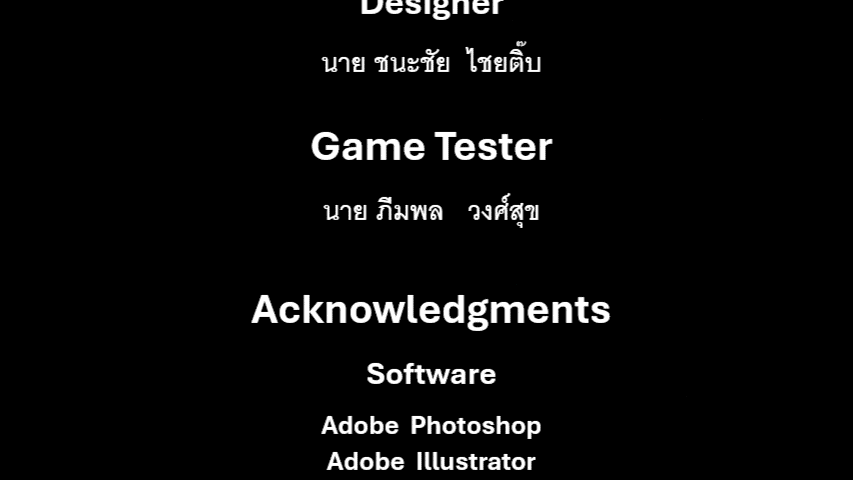 Designer
นาย ชนะชัย ไชยติ๊บ
Game Tester
นาย ภีมพล วงศ์สุข
Acknowledgments
Software
Adobe Photoshop
Adobe Illustrator